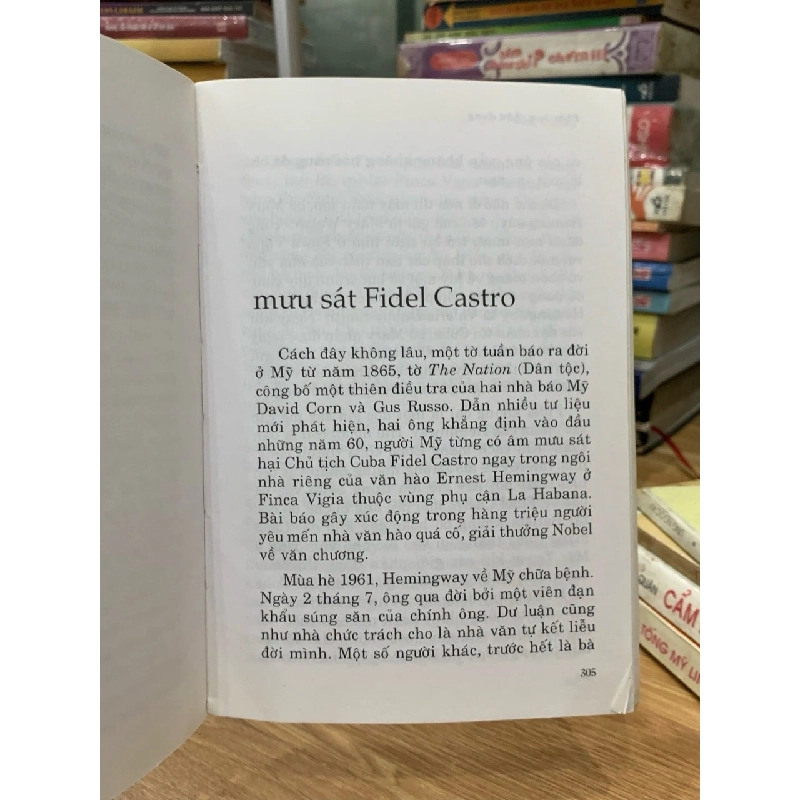 mưu sát Fidel Castro
Cách đây không lâu, một tờ tuần báo ra đời
ở Mỹ từ năm 1865, tờ The Nation (Dân tộc),
công bố một thiên điều tra của hai nhà báo Mỹ
David Corn và Gus Russo. Dẫn nhiều tư liệu
mới phát hiện, hai ông khẳng định vào đầu
những năm 60, người Mỹ từng có âm mưu sát
hại Chủ tịch Cuba Fidel Castro ngay trong ngôi
nhà riêng của văn hào Ernest Hemingway ở
Finca Vigia thuộc vùng phụ cận La Habana.
Bài báo gây xúc động trong hàng triệu người
yêu mến nhà văn hào quá cố, giải thưởng Nobel
về văn chương.
Mùa hè 1961, Hemingway về Mỹ chữa bệnh.
Ngày 2 tháng 7, ông qua đời bởi một viên đạn
khẩu súng săn của chính ông. Dư luận cũng
như nhà chức trách cho là nhà văn tự kết liễu
đời mình. Một số người khác, trước hết là bà
305
QUÁN
CẨM
TỐNG MỸ LI